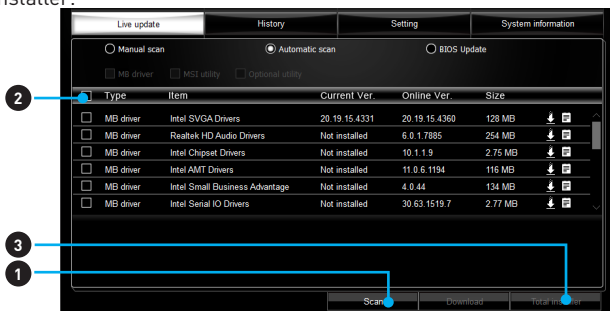 nstaller.
Live update History Setting System information
Manual scan Automatic scan BIOS Update
MB driver MSI utility Optional utility
2
Type Item Current Ver. Online Ver. Size
MB driver Intel SVGA Drivers 20.19.15.4331 20.19.15.4360 128 MB
MB driver Realtek HD Audio Drivers Not installed 6.0.1.7885 254 MB
MB driver Intel Chipset Drivers Not installed 10.1.1.9 2.75 MB
MB driver Intel AMT Drivers Not installed 11.0.6.1194 116 MB
MB driver Intel Small Business Advantage Not installed 4.0.44 134 MB
MB driver Intel Serial IO Drivers Not installed 30.63.1519.7 2.77 MB
3
1
Scan Download Total installer